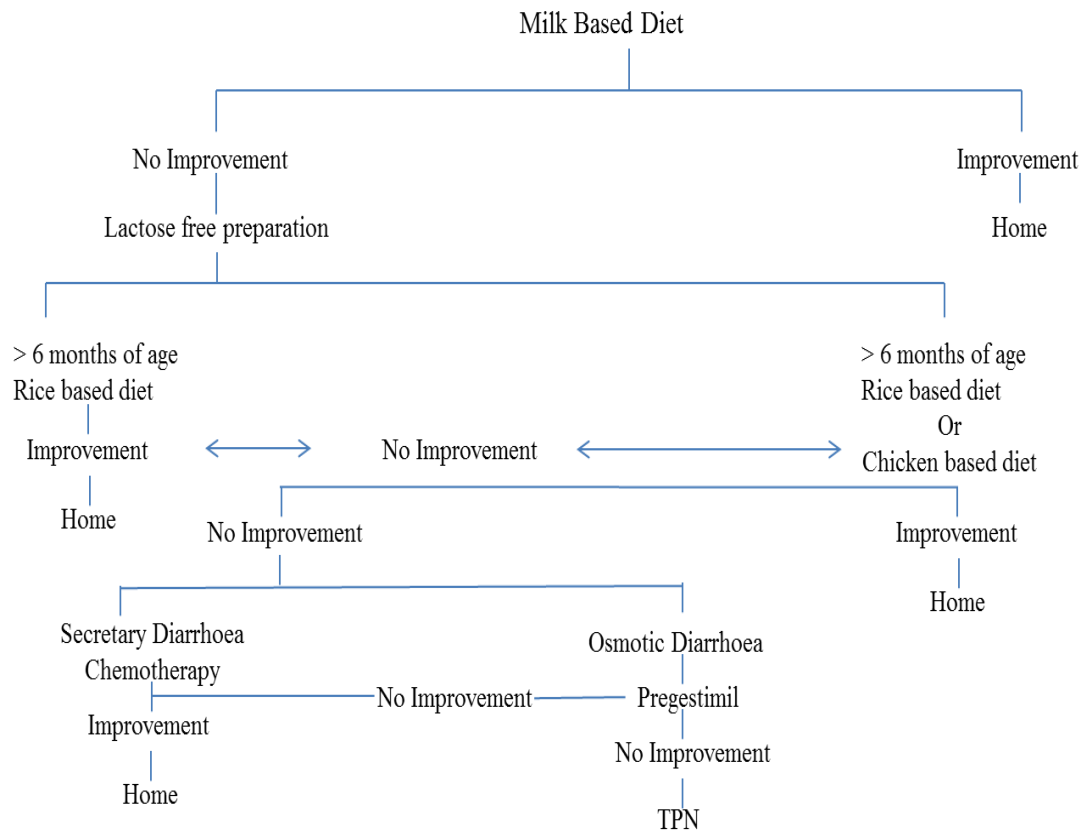 Milk Based Diet
No Improvement
Improvement
Lactose free preparation
Home
> 6 months of age
Rice based diet
> 6 months of age
Rice based diet
Or
Chicken based diet
Improvement
No Improvement
Home
No Improvement
Improvement
Home
Secretary Diarrhoea
Chemotherapy
Osmotic Diarrhoea
No Improvement
Pregestimil
Improvement
No Improvement
Home
TPN